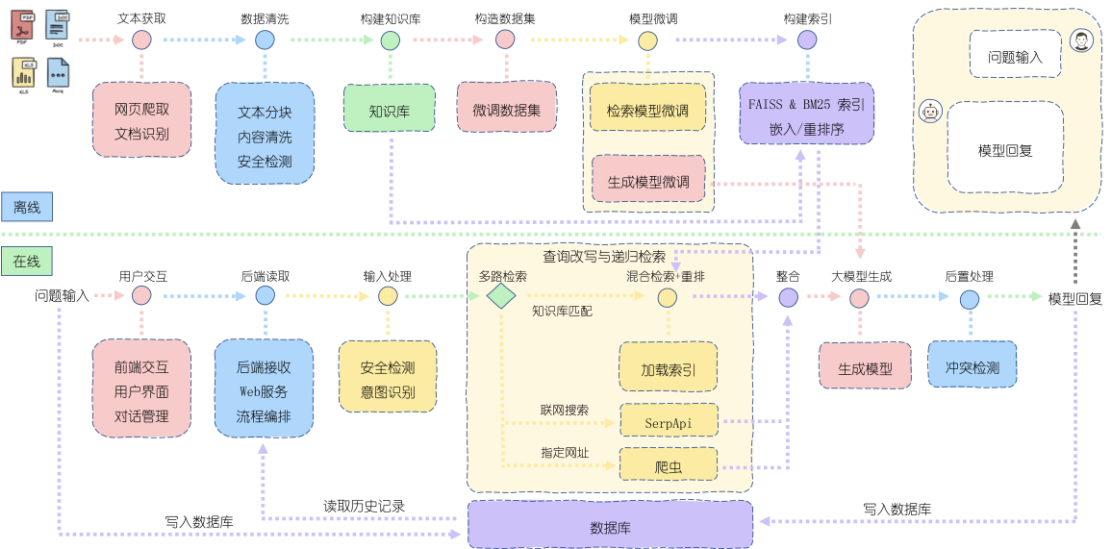 文本获取
数据清洗
构建知识库
构造数据集
模型微调
构建索引
PDF
网页爬取
文档识别
文本分块
内容清洗
安全检测
知识库
微调数据集
检索模型微调
生成模型微调
FAISS & BM25 索引
嵌入/重排序
问题输入
模型回复
离线
在线
查询改写与递归检索
问题输入
用户交互
后端读取
输入处理
多路检索
混合检索+重排
整合
大模型生成
后置处理
模型回复
知识库匹配
前端交互
用户界面
对话管理
后端接收
Web服务
流程编排
安全检测
意图识别
加载索引
生成模型
冲突检测
联网搜索
SerpApi
指定网址
爬虫
写入数据库
读取历史记录
数据库
写入数据库